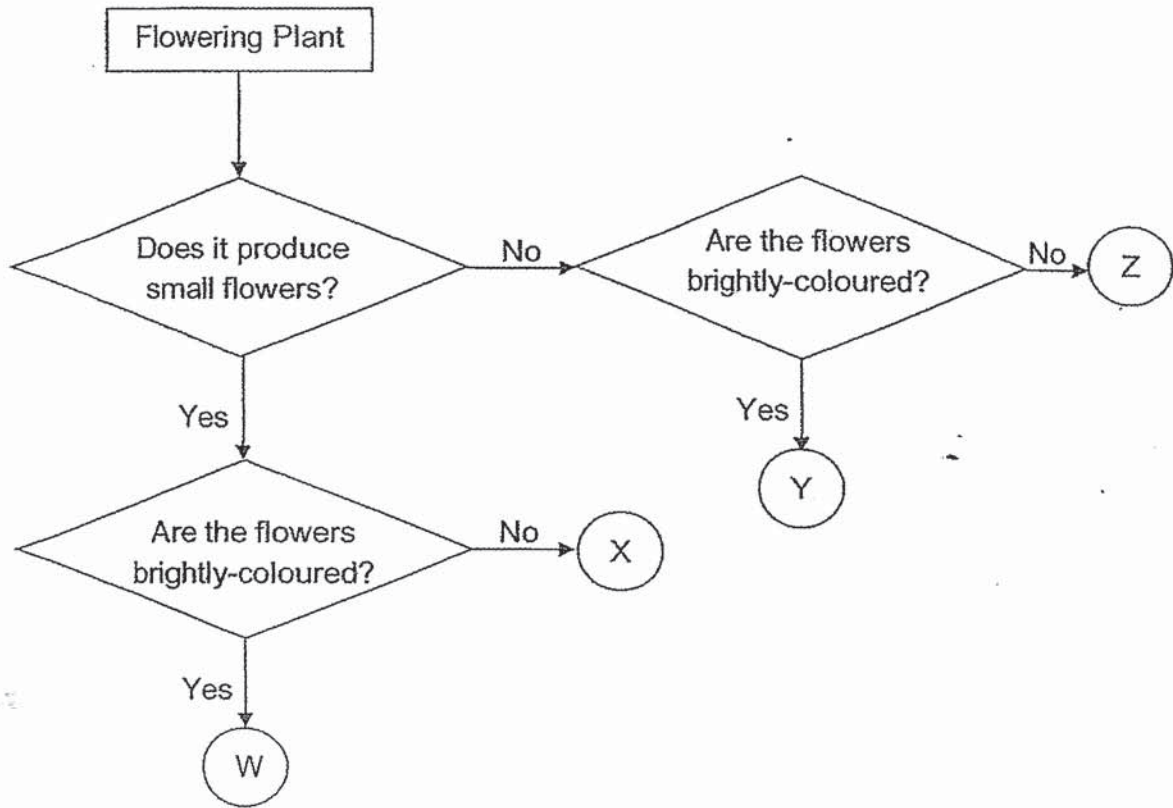 Flowering Plant
Does it produce
small flowers?
No
Are the flowers
brightly-coloured?
No
Z
Yes
Yes
Y
Are the flowers
brightly-coloured?
No
X
Yes
W